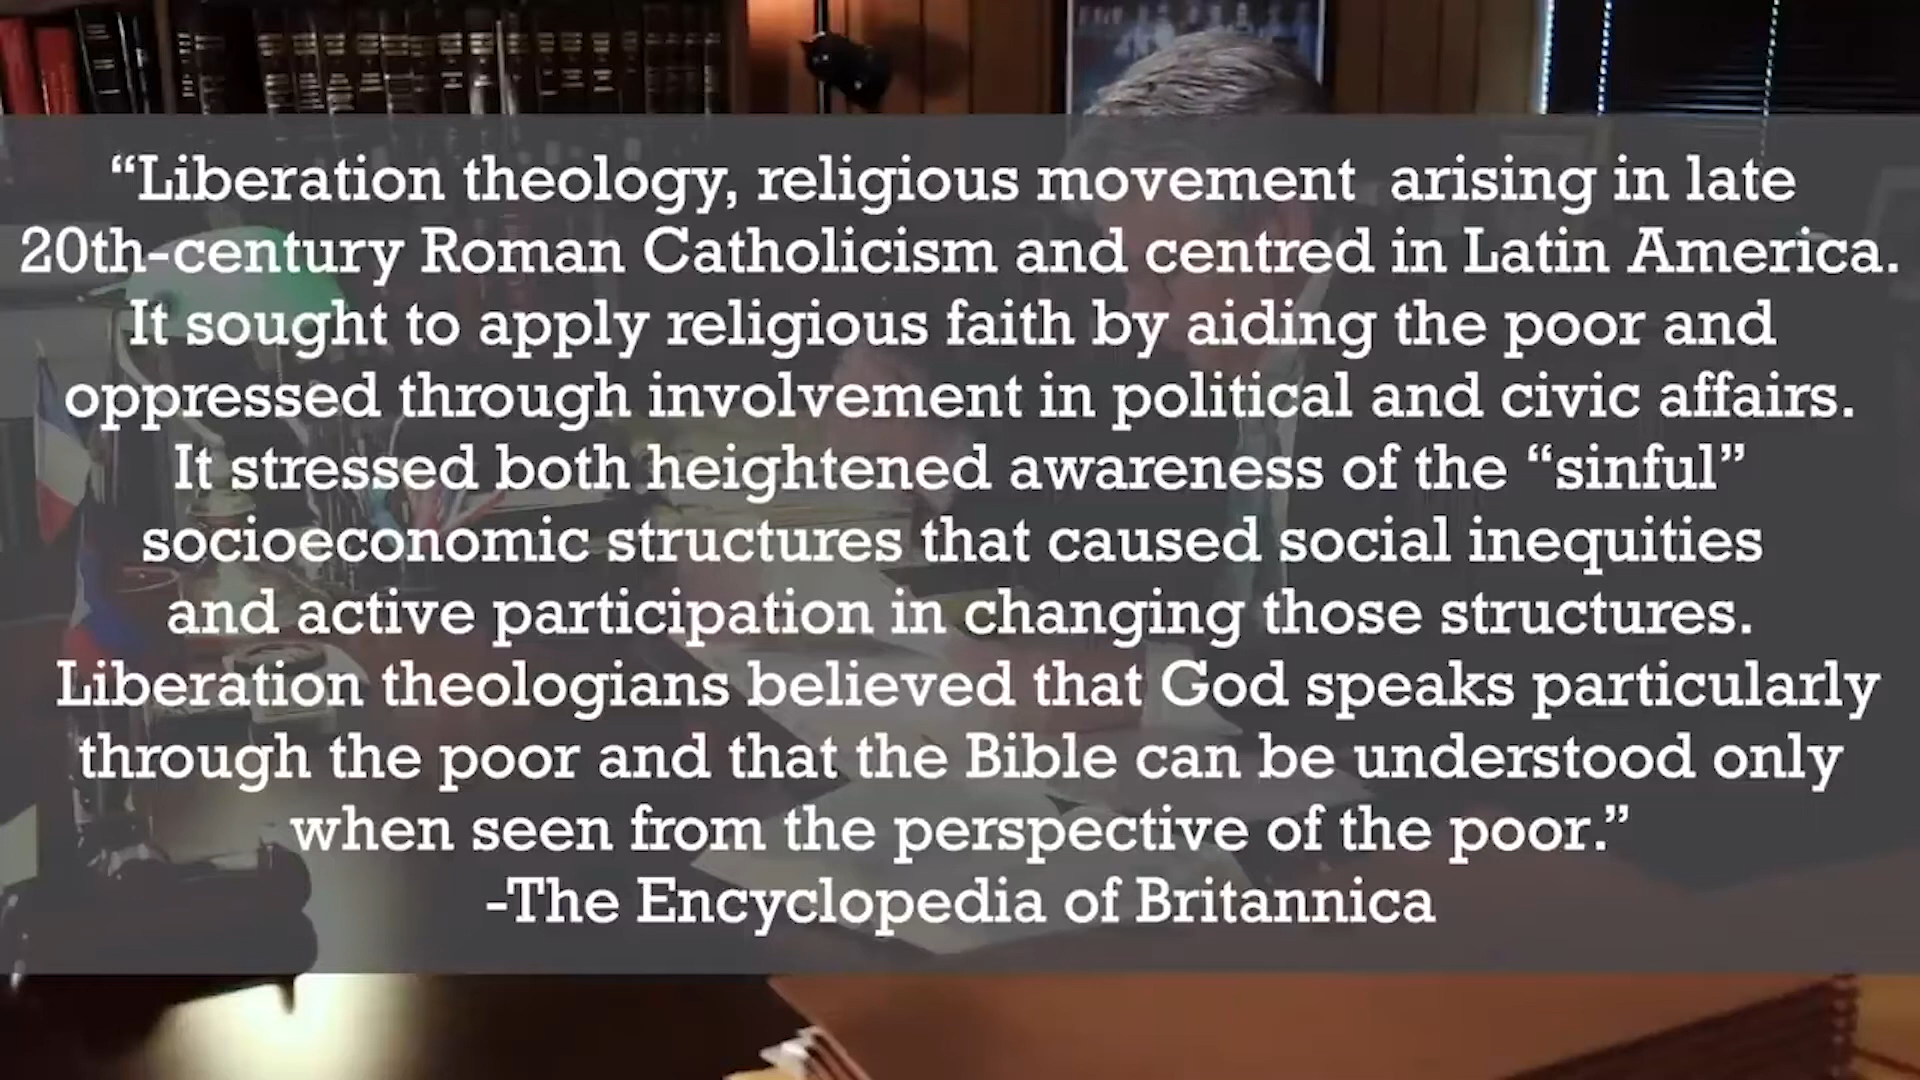 “Liberation theology, religious movement  arising in late
20th-century Roman Catholicism and centred in Latin America.
It sought to apply religious faith by aiding the poor and
oppressed through involvement in political and civic affairs.
It stressed both heightened awareness of the “sinful”
socioeconomic structures that caused social inequities
and active participation in changing those structures.
Liberation theologians believed that God speaks particularly
through the poor and that the Bible can be understood only
when seen from the perspective of the poor.”
-The Encyclopedia of Britannica